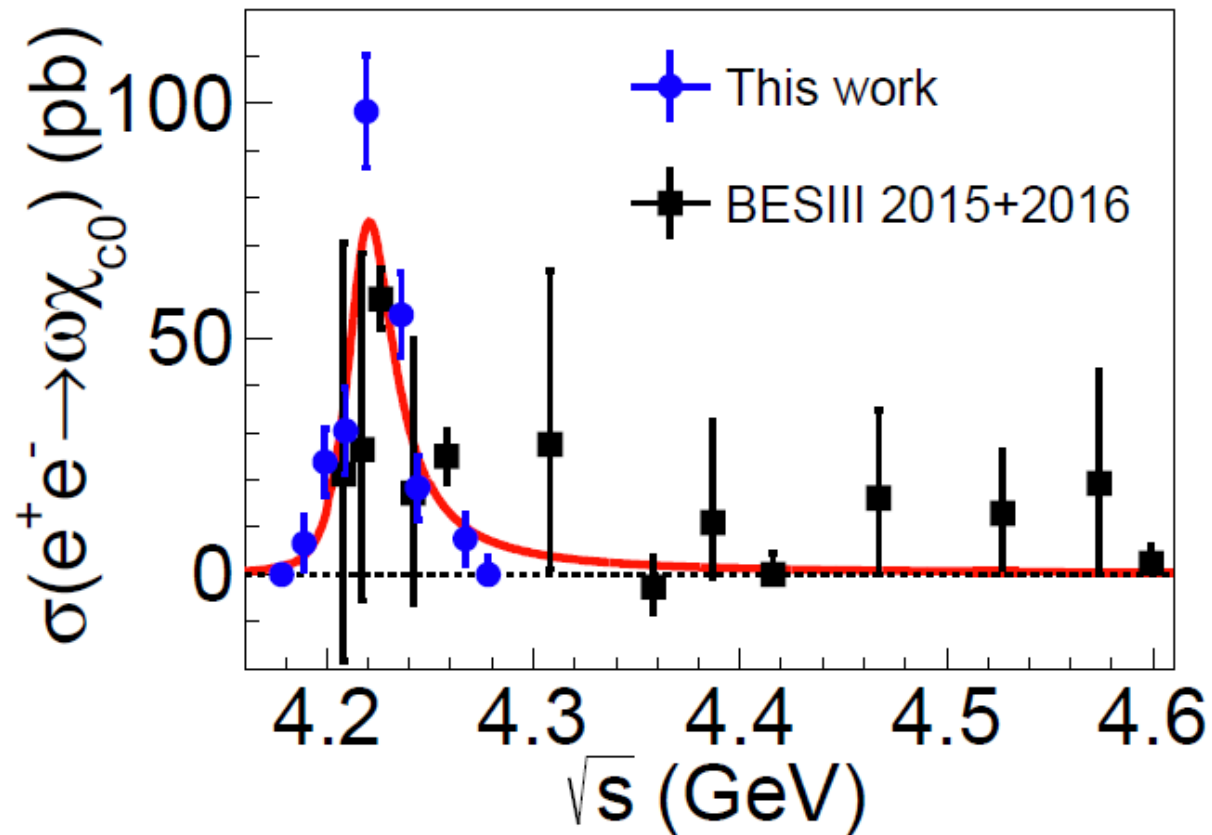 σ(e⁺e⁻→ωχc0) (pb)
100
50
0
This work
BESIII 2015+2016
4.2 4.3 4.4 4.5 4.6
√s (GeV)